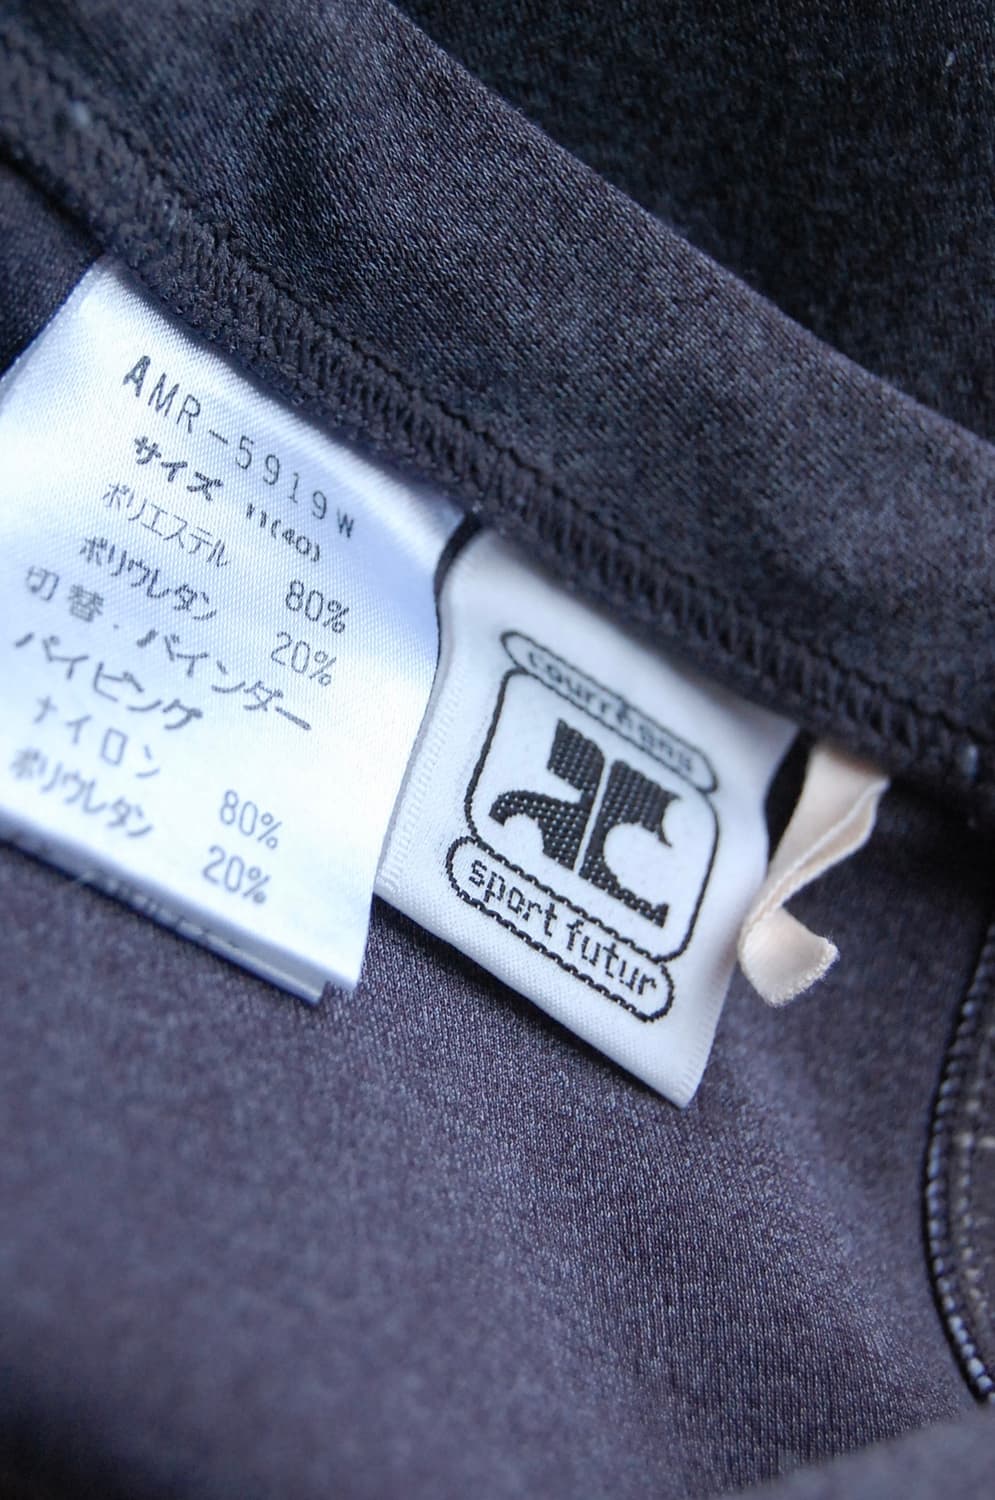 AMR-5919W
サイズ 11(40)
ポリエステル 80%
ポリウレタン 20%
切替・バインダー
パイピング
ナイロン 80%
ポリウレタン 20%
courrèges
sport futur